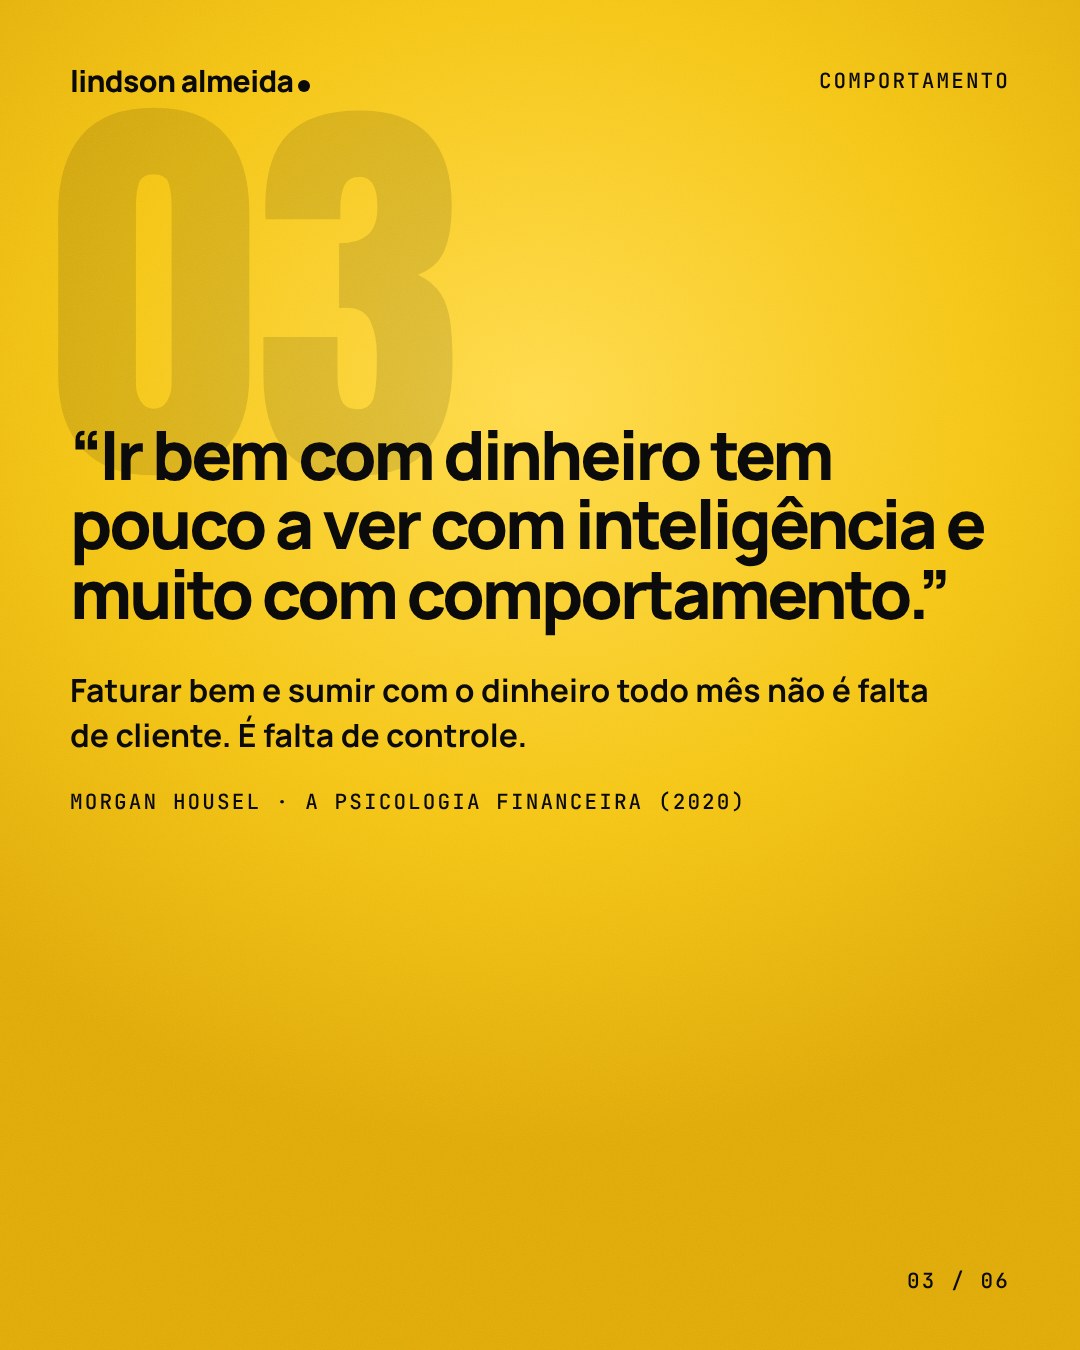 lindson almeida.
COMPORTAMENTO
03
“Ir bem com dinheiro tem
pouco a ver com inteligência e
muito com comportamento.”
Faturar bem e sumir com o dinheiro todo mês não é falta
de cliente. É falta de controle.
MORGAN HOUSEL · A PSICOLOGIA FINANCEIRA (2020)
03 / 06